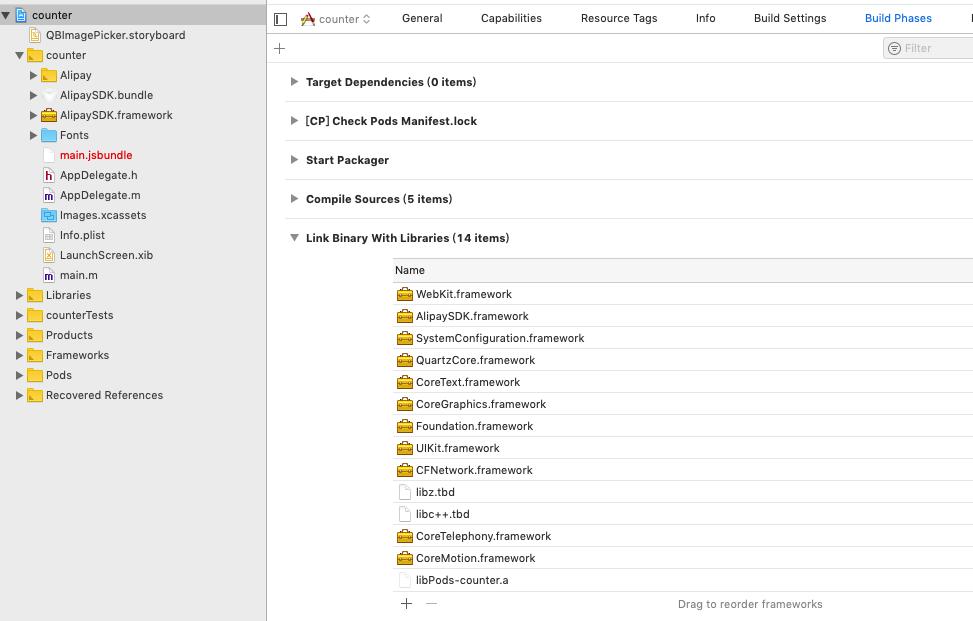 counter
QBImagePicker.storyboard
counter
Alipay
AlipaySDK.bundle
AlipaySDK.framework
Fonts
main.jsbundle
h AppDelegate.h
m AppDelegate.m
Images.xcassets
Info.plist
LaunchScreen.xib
m main.m
Libraries
counterTests
Products
Frameworks
Pods
Recovered References
counter General Capabilities Resource Tags Info Build Settings Build Phases
Filter
Target Dependencies (0 items)
[CP] Check Pods Manifest.lock
Start Packager
Compile Sources (5 items)
Link Binary With Libraries (14 items)
Name
WebKit.framework
AlipaySDK.framework
SystemConfiguration.framework
QuartzCore.framework
CoreText.framework
CoreGraphics.framework
Foundation.framework
UIKit.framework
CFNetwork.framework
libz.tbd
libc++.tbd
CoreTelephony.framework
CoreMotion.framework
libPods-counter.a
Drag to reorder frameworks